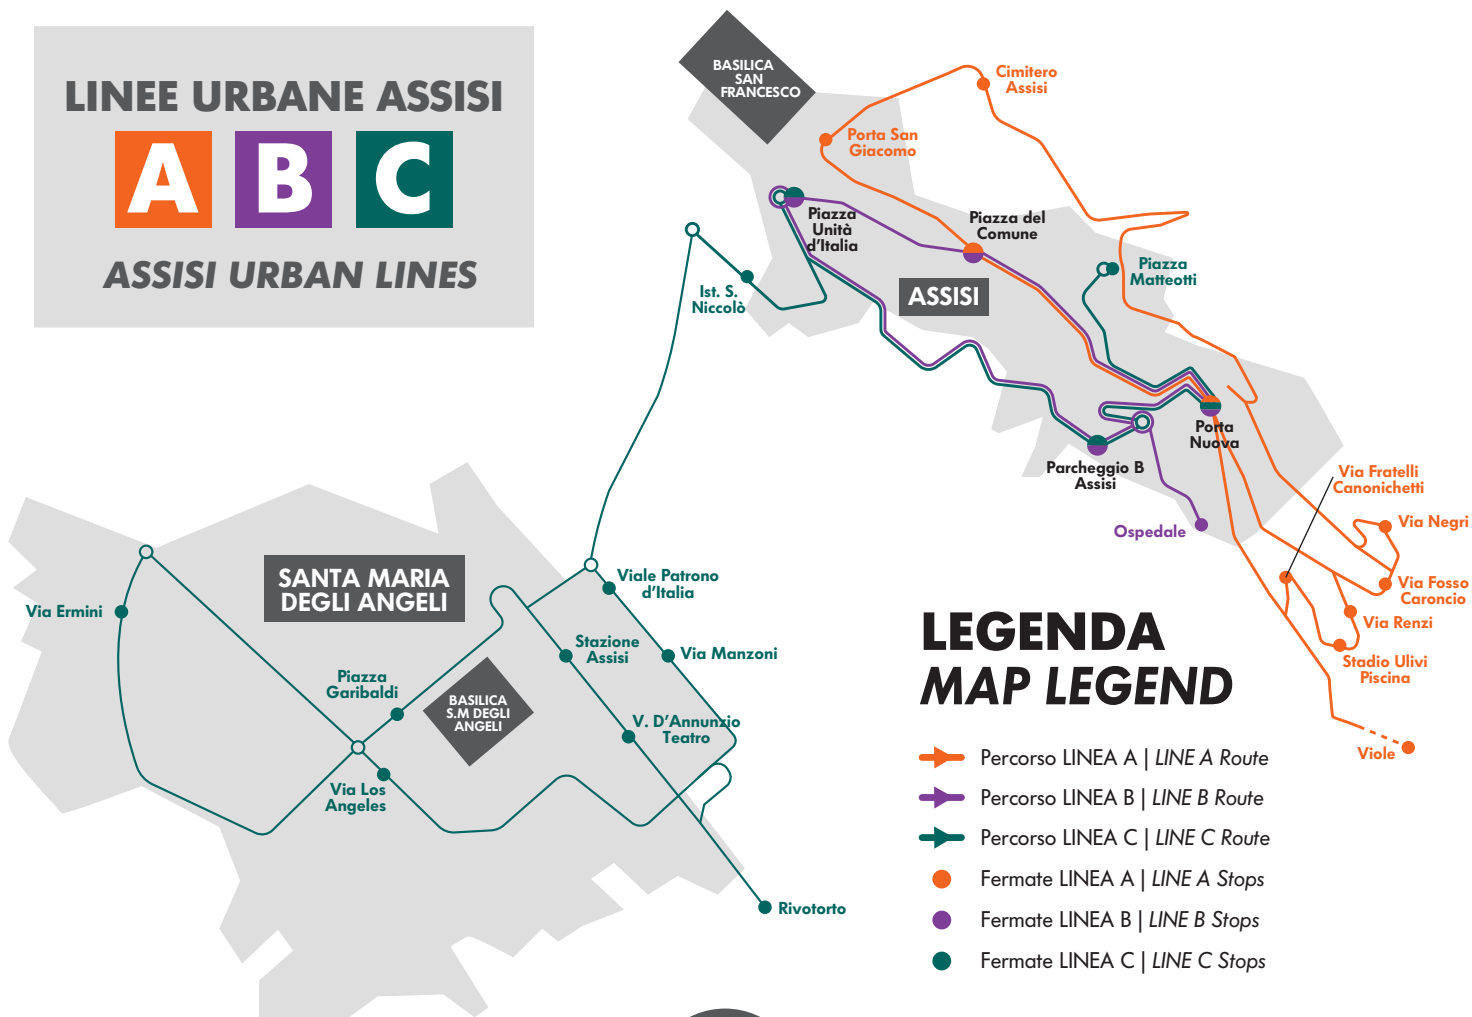 LINEE URBANE ASSISI
A B C
ASSISI URBAN LINES
BASILICA
SAN
FRANCESCO
Cimitero
Assisi
Porta San
Giacomo
Piazza
Unità
d'Italia
Piazza del
Comune
Piazza
Matteotti
Ist. S.
Niccolò
ASSISI
Porta
Nuova
Parcheggio B
Assisi
Ospedale
Via Fratelli
Canonichetti
Via Negri
Via Fosso
Caroncio
Via Renzi
Stadio Ulivi
Piscina
Viole
SANTA MARIA
DEGLI ANGELI
Via Ermini
Viale Patrono
d'Italia
Stazione
Assisi
Via Manzoni
Piazza
Garibaldi
BASILICA
S.M DEGLI
ANGELI
V. D'Annunzio
Teatro
Via Los
Angeles
Rivotorto
LEGENDA
MAP LEGEND
Percorso LINEA A | LINE A Route
Percorso LINEA B | LINE B Route
Percorso LINEA C | LINE C Route
Fermate LINEA A | LINE A Stops
Fermate LINEA B | LINE B Stops
Fermate LINEA C | LINE C Stops